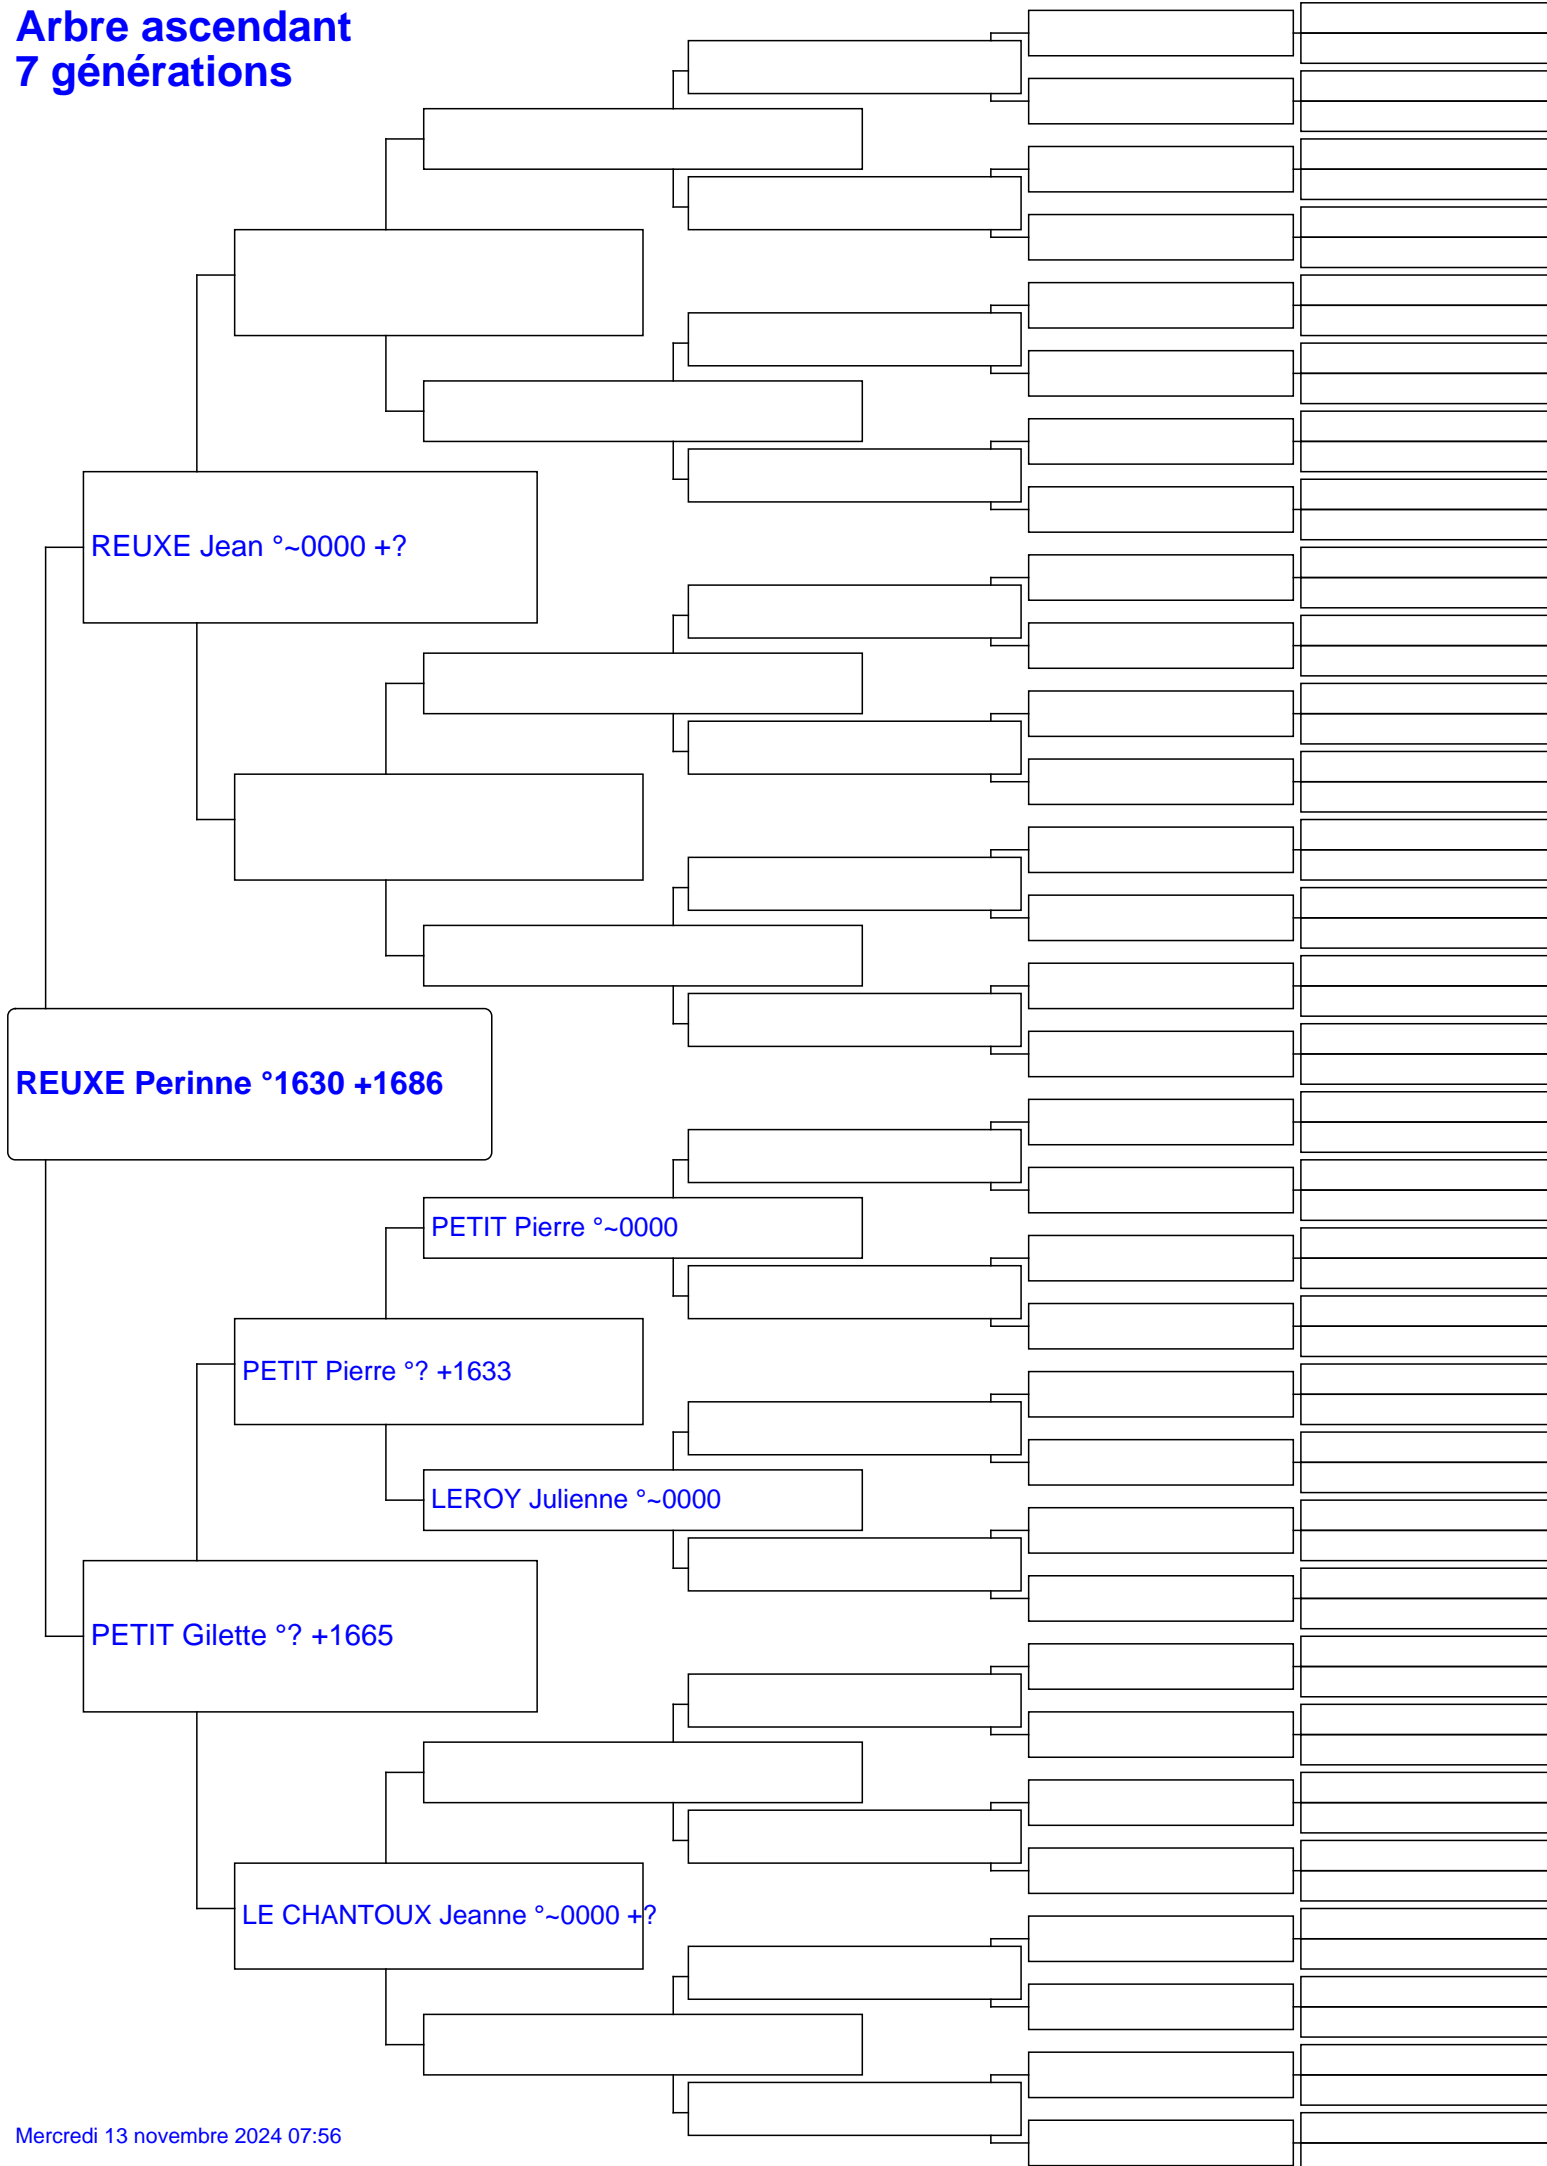 Arbre ascendant
7 générations
REUXE Jean °~0000 +?
REUXE Perinne °1630 +1686
PETIT Pierre °~0000
PETIT Pierre °? +1633
LEROY Julienne °~0000
PETIT Gilette °? +1665
LE CHANTOUX Jeanne °~0000 +?
Mercredi 13 novembre 2024 07:56